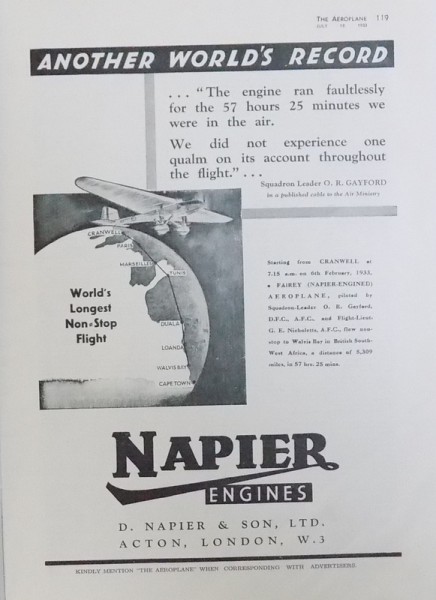 THE AEROPLANE 119
ANOTHER WORLD'S RECORD
. . . "The engine ran faultlessly
for the 57 hours 25 minutes we
were in the air.
We did not experience one
qualm on its account throughout
the flight." . . .
Squadron Leader O. R. GAYFORD
in a published cable to the Air Ministry
CRANWELL
PARIS
MARSEILLES
TUNIS
World's
Longest
Non-Stop
Flight
DUALA
LOANDA
WALVIS BAY
CAPE TOWN
Starting from CRANWELL at
7.15 a.m. on 6th February, 1933,
a FAIREY (NAPIER-ENGINED)
AEROPLANE, piloted by
Squadron-Leader O. R. Gayford,
D.F.C., A.F.C., and Flight-Lieut.
G. E. Nicholetts, A.F.C., flew non-
stop to Walvis Bay in British South-
West Africa, a distance of 5,309
miles, in 57 hrs: 25 mins.
NAPIER
ENGINES
D. NAPIER & SON, LTD.
ACTON, LONDON, W.3
KINDLY MENTION "THE AEROPLANE" WHEN CORRESPONDING WITH ADVERTISERS.